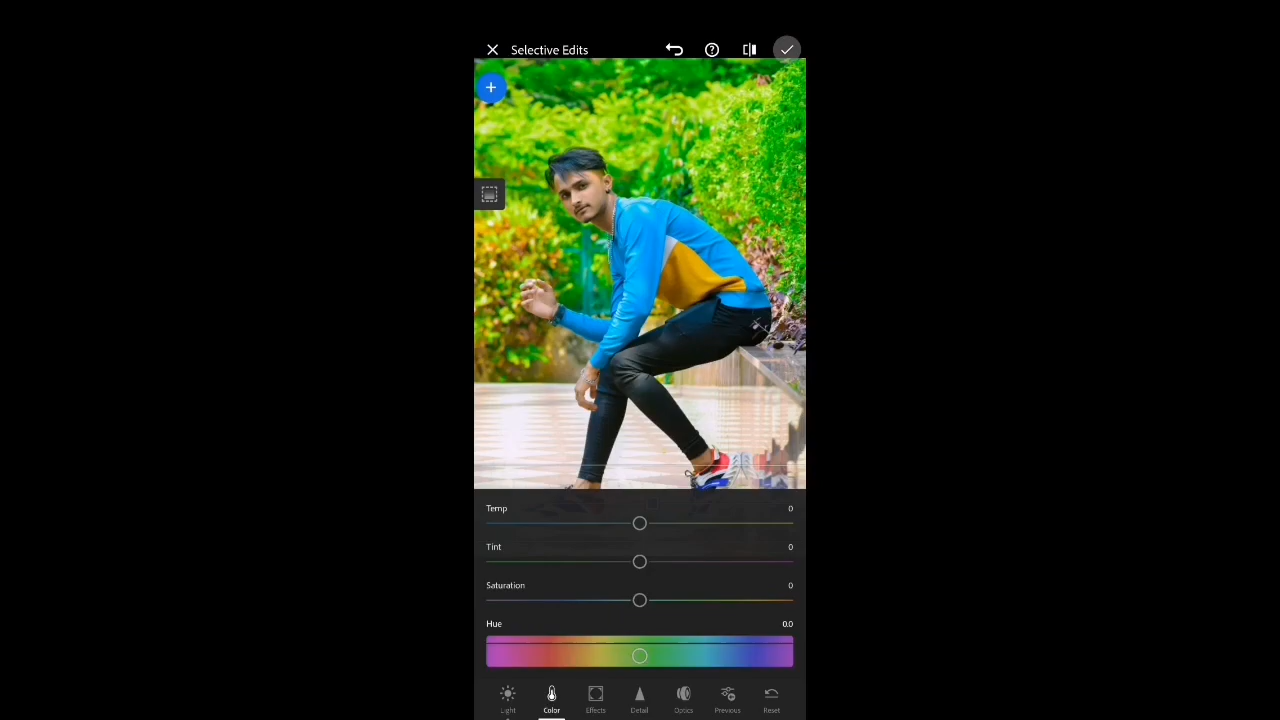 Selective Edits
Temp 0
Tint 0
Saturation 0
Hue 0.0
Light Color Effects Detail Optics Previous Reset